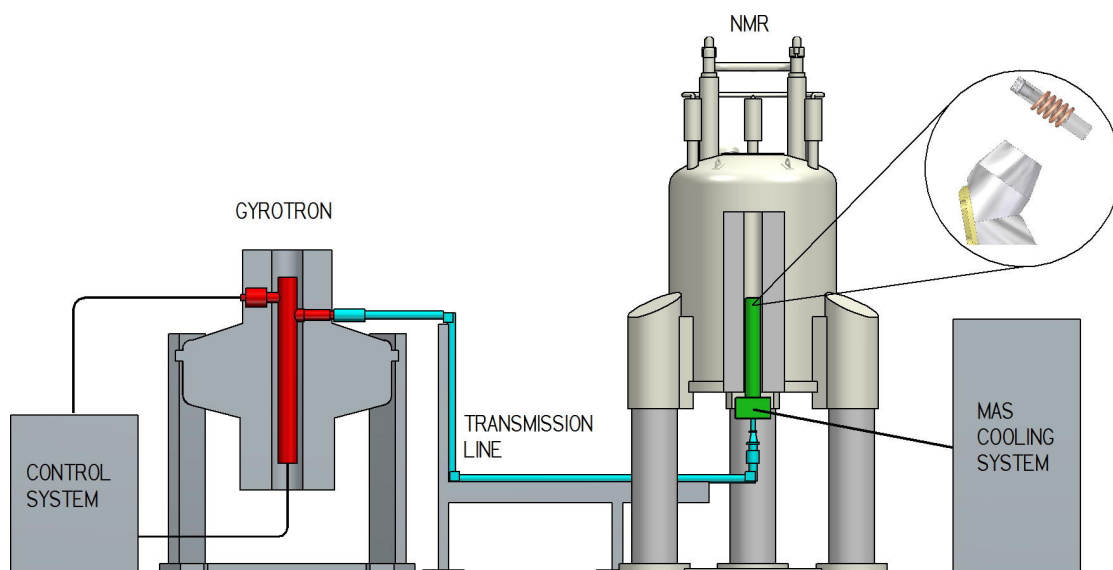 NMR
GYROTRON
TRANSMISSION
LINE
CONTROL
SYSTEM
MAS
COOLING
SYSTEM